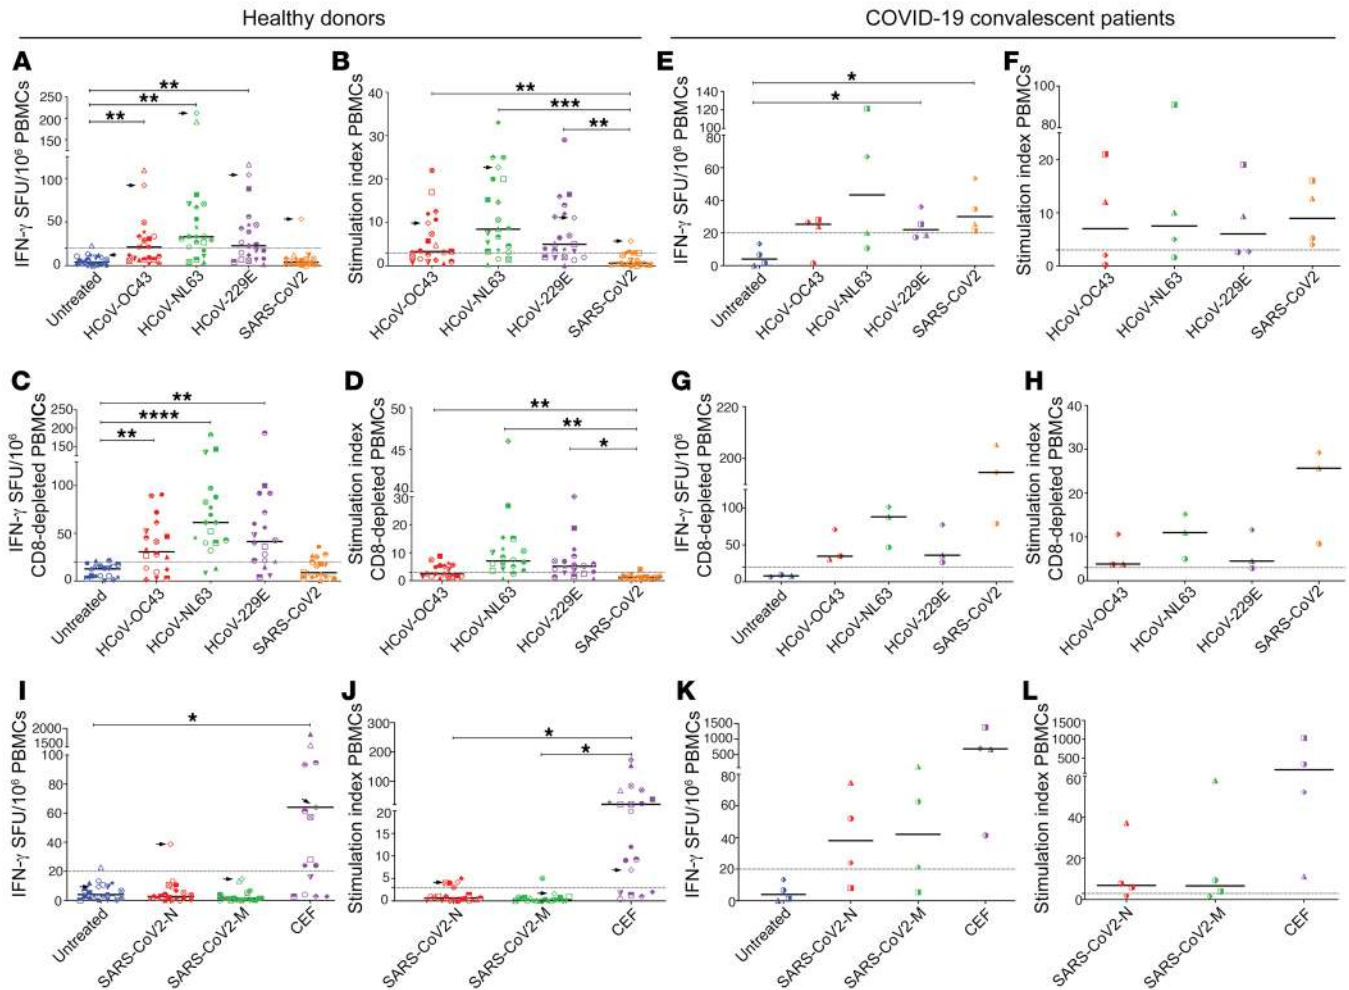 Healthy donors
COVID-19 convalescent patients
A
IFN-γ SFU/10⁶ PBMCs
250
200
150
100
50
0
**
**
**
Untreated
HCoV-OC43
HCoV-NL63
HCoV-229E
SARS-CoV2
B
Stimulation index PBMCs
40
30
20
10
0
**
***
**
HCoV-OC43
HCoV-NL63
HCoV-229E
SARS-CoV2
E
IFN-γ SFU/10⁶ PBMCs
140
120
100
80
60
40
20
0
*
*
Untreated
HCoV-OC43
HCoV-NL63
HCoV-229E
SARS-CoV2
F
Stimulation index PBMCs
100
80
20
10
0
HCoV-OC43
HCoV-NL63
HCoV-229E
SARS-CoV2
C
IFN-γ SFU/10⁶
CD8-depleted PBMCs
250
200
150
100
50
0
**
****
**
Untreated
HCoV-OC43
HCoV-NL63
HCoV-229E
SARS-CoV2
D
Stimulation index
CD8-depleted PBMCs
50
45
40
30
20
10
0
**
**
*
HCoV-OC43
HCoV-NL63
HCoV-229E
SARS-CoV2
G
IFN-γ SFU/10⁶
CD8-depleted PBMCs
220
200
100
50
0
Untreated
HCoV-OC43
HCoV-NL63
HCoV-229E
SARS-CoV2
H
Stimulation index
CD8-depleted PBMCs
40
30
20
10
0
HCoV-OC43
HCoV-NL63
HCoV-229E
SARS-CoV2
I
IFN-γ SFU/10⁶ PBMCs
2000
1500
100
80
60
40
20
0
*
Untreated
SARS-CoV2-N
SARS-CoV2-M
CEF
J
Stimulation index PBMCs
300
200
100
20
15
10
5
0
*
*
SARS-CoV2-N
SARS-CoV2-M
CEF
K
IFN-γ SFU/10⁶ PBMCs
1500
1000
500
80
60
40
20
0
Untreated
SARS-CoV2-N
SARS-CoV2-M
CEF
L
Stimulation index PBMCs
1500
1000
500
60
40
20
0
SARS-CoV2-N
SARS-CoV2-M
CEF